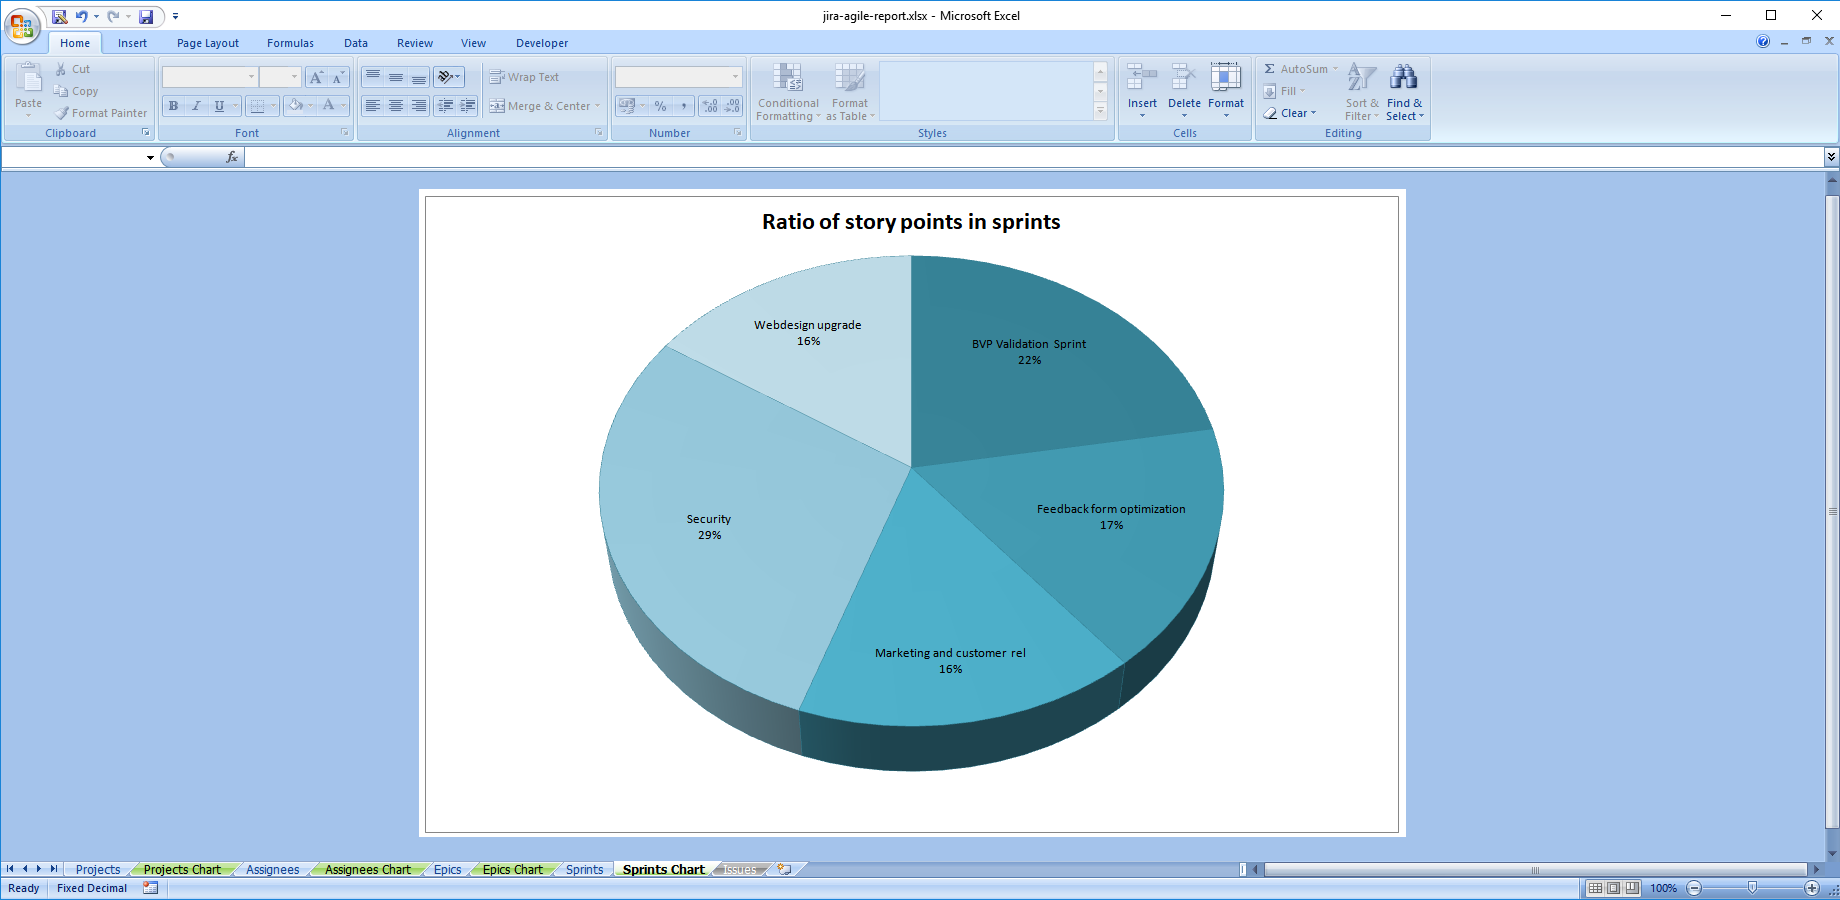 jira-agile-report.xlsx - Microsoft Excel
Home Insert Page Layout Formulas Data Review View Developer
Paste
Cut
Copy
Format Painter
Clipboard
B I U
A A
A
Font
Wrap Text
Merge & Center
Alignment
%
Number
Conditional Formatting
Format as Table
Styles
Insert Delete Format
Cells
Σ AutoSum
Fill
Clear
Sort & Filter
Find & Select
Editing
fx
Ratio of story points in sprints
Webdesign upgrade
16%
BVP Validation Sprint
22%
Feedback form optimization
17%
Security
29%
Marketing and customer rel
16%
Projects Projects Chart Assignees Assignees Chart Epics Epics Chart Sprints Sprints Chart Issues
Ready Fixed Decimal 100%